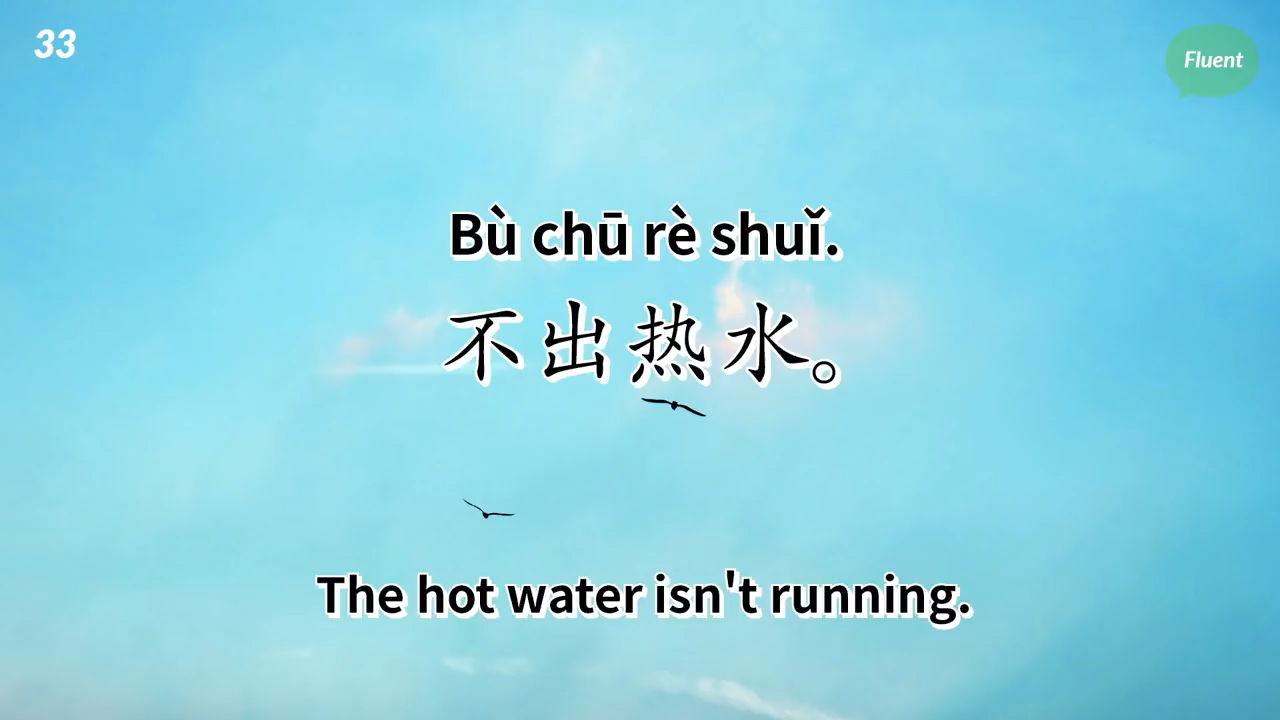 33
Fluent
Bù chū rè shuǐ.
不出热水。
The hot water isn't running.